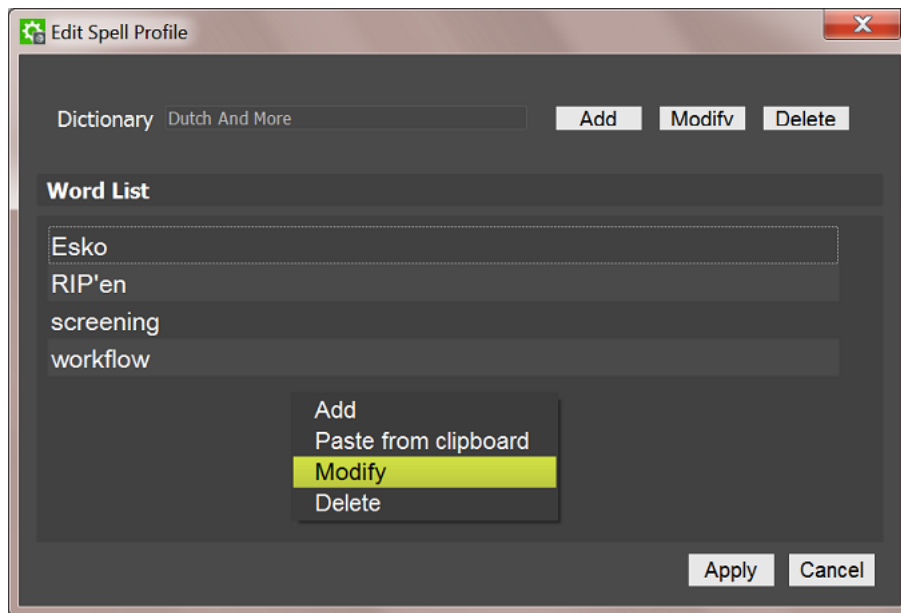 Edit Spell Profile
Dictionary Dutch And More Add Modify Delete
Word List
Esko
RIP'en
screening
workflow
Add
Paste from clipboard
Modify
Delete
Apply Cancel